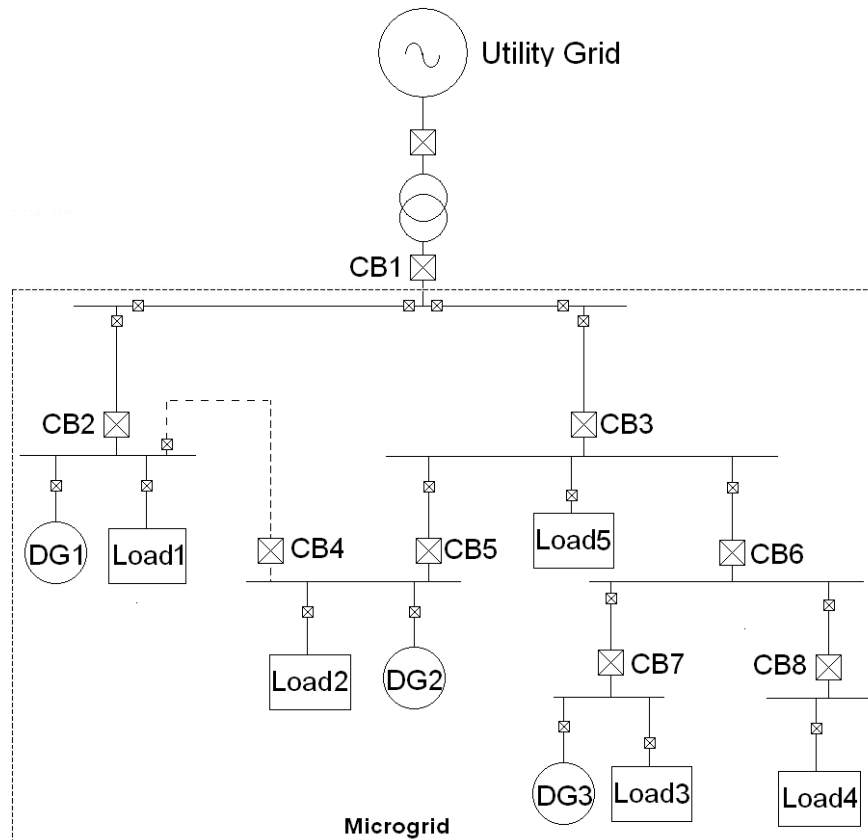 Utility Grid
CB1
CB2
CB3
DG1
Load1
CB4
CB5
Load5
CB6
Load2
DG2
CB7
CB8
DG3
Load3
Load4
Microgrid